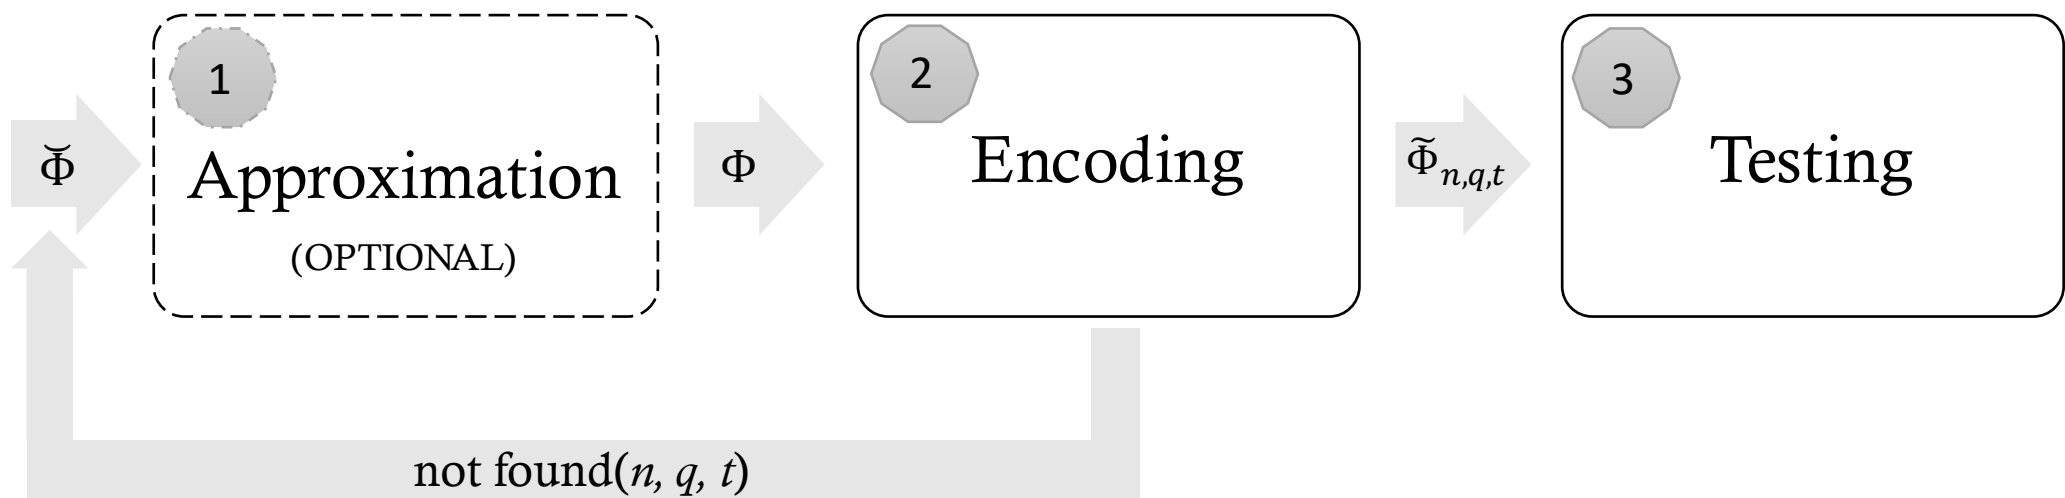 1
Φ̆
Approximation
(OPTIONAL)
Φ
2
Encoding
Φ̃n,q,t
3
Testing
not found(n, q, t)